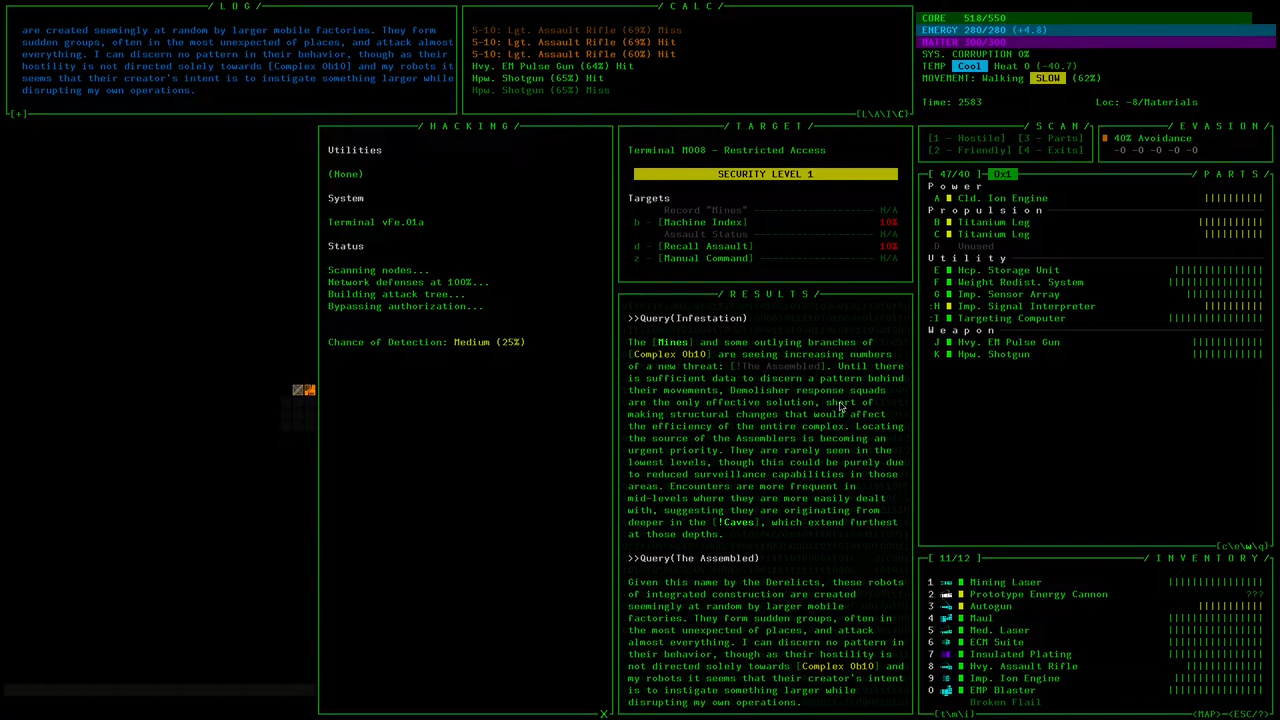 / L O G /
are created seemingly at random by larger mobile factories. They form
sudden groups, often in the most unexpected of places, and attack almost
everything. I can discern no pattern in their behavior, though as their
hostility is not directed solely towards [Complex 0b10] and my robots it
seems that their creator's intent is to instigate something larger while
disrupting my own operations.
[+]
/ C A L C /
S-10: Lgt. Assault Rifle (69%) Miss
S-10: Lgt. Assault Rifle (69%) Hit
S-10: Lgt. Assault Rifle (60%) Hit
Hvy. EM Pulse Gun (64%) Hit
Hpw. Shotgun (65%) Hit
Hpw. Shotgun (65%) Miss
[L\A\I\C]
CORE 518/550
ENERGY 280/280 (+4.8)
MATTER 300/300
SYS. CORRUPTION 0%
TEMP Cool Heat 0 (-40.7)
MOVEMENT: Walking SLOW (62%)
Time: 2583 Loc: -8/Materials
/ S C A N /
[1 - Hostile] [3 - Parts]
[2 - Friendly] [4 - Exits]
/ E V A S I O N /
40% Avoidance
-0 -0 -0 -0 -0
/ H A C K I N G /
Utilities
(None)
System
Terminal vfe.01a
Status
Scanning nodes...
Network defenses at 100%...
Building attack tree...
Bypassing authorization...
Chance of Detection: Medium (25%)
X
/ T A R G E T /
Terminal M008 - Restricted Access
SECURITY LEVEL 1
Targets
Record "Mines" N/A
b - [Machine Index] 10%
Assault Status N/A
d - [Recall Assault] 10%
z - [Manual Command] N/A
/ R E S U L T S /
>>Query(Infestation)
The [Mines] and some outlying branches of
[Complex 0b10] are seeing increasing numbers
of a new threat: [!The Assembled]. Until there
is sufficient data to discern a pattern behind
their movements, Demolisher response squads
are the only effective solution, short of
making structural changes that would affect
the efficiency of the entire complex. Locating
the source of the Assemblers is becoming an
urgent priority. They are rarely seen in the
lowest levels, though this could be purely due
to reduced surveillance capabilities in those
areas. Encounters are more frequent in
mid-levels where they are more easily dealt
with, suggesting they are originating from
deeper in the [!Caves], which extend furthest
at those depths.
>>Query(The Assembled)
Given this name by the Derelicts, these robots
of integrated construction are created
seemingly at random by larger mobile
factories. They form sudden groups, often in
the most unexpected of places, and attack
almost everything. I can discern no pattern in
their behavior, though as their hostility is
not directed solely towards [Complex 0b10] and
my robots it seems that their creator's intent
is to instigate something larger while
disrupting my own operations.
[ 47/40 ] 0x1 / P A R T S /
P o w e r
A Cld. Ion Engine
P r o p u l s i o n
B Titanium Leg
C Titanium Leg
D Unused
U t i l i t y
E Hcp. Storage Unit
F Weight Redist. System
G Imp. Sensor Array
:H Imp. Signal Interpreter
:I Targeting Computer
W e a p o n
J Hvy. EM Pulse Gun
K Hpw. Shotgun
[c\e\w\q]
[ 11/12 ] / I N V E N T O R Y /
1 Mining Laser
2 Prototype Energy Cannon ???
3 Autogun
4 Maul
5 Med. Laser
6 ECM Suite
7 Insulated Plating
8 Hvy. Assault Rifle
9 Imp. Ion Engine
0 EMP Blaster
Broken Flail
[t\m\i] <MAP>-<ESC/?>